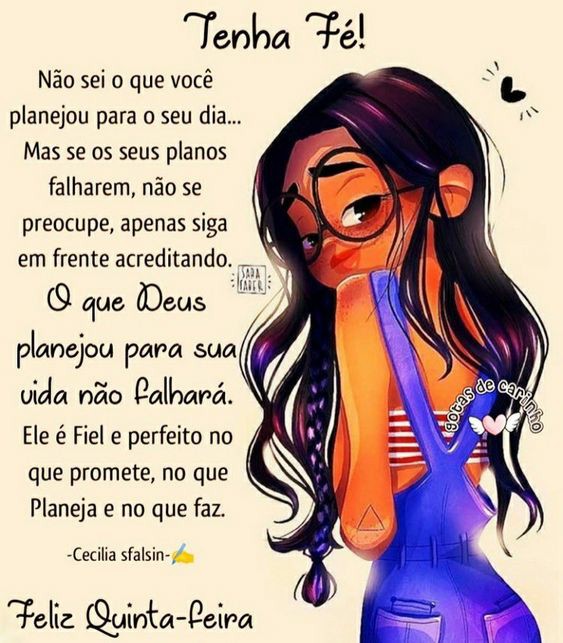 Tenha Fé!
Não sei o que você
planejou para o seu dia...
Mas se os seus planos
falharem, não se
preocupe, apenas siga
em frente acreditando.
O que Deus
planejou para sua
vida não falhará.
Ele é Fiel e perfeito no
que promete, no que
Planeja e no que faz.
-Cecilia sfalsin-✍️
Feliz Quinta-feira
SARA
FABER
gotas de carinho